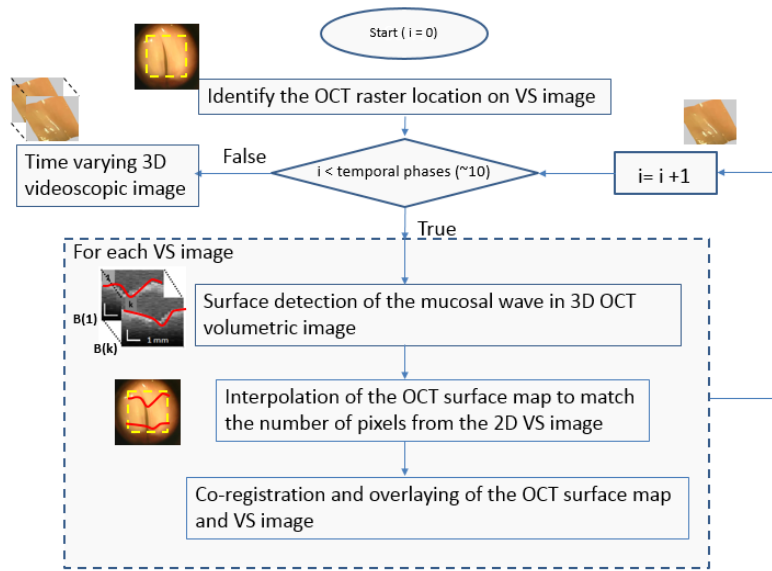 Start ( i = 0)
Identify the OCT raster location on VS image
False
i < temporal phases (~10)
i= i +1
Time varying 3D
videoscopic image
True
For each VS image
B(1)
B(k)
1 mm
Surface detection of the mucosal wave in 3D OCT
volumetric image
Interpolation of the OCT surface map to match
the number of pixels from the 2D VS image
Co-registration and overlaying of the OCT surface map
and VS image